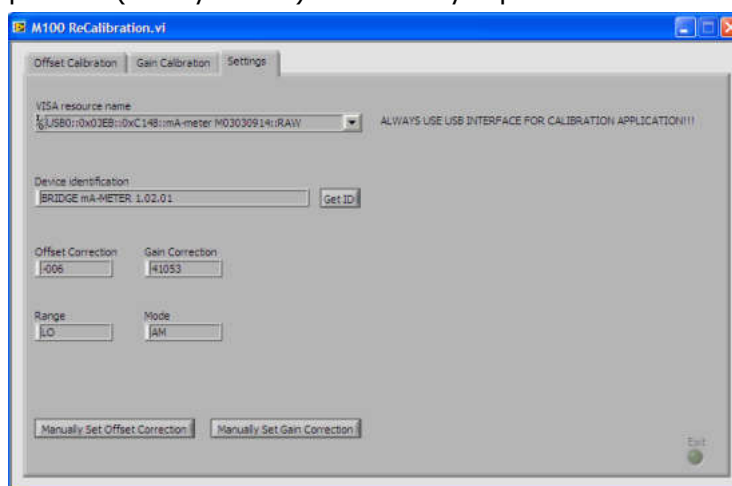 M100 ReCalibration.vi
Offset Calibration Gain Calibration Settings
VISA resource name
USB0::0x03EB::0xC148::mA-meter M03030914::RAW
ALWAYS USE USB INTERFACE FOR CALIBRATION APPLICATION!!!
Device identification
BRIDGE mA-METER 1.02.01 Get ID
Offset Correction Gain Correction
-006 41053
Range Mode
LO AM
Manually Set Offset Correction Manually Set Gain Correction
Exit